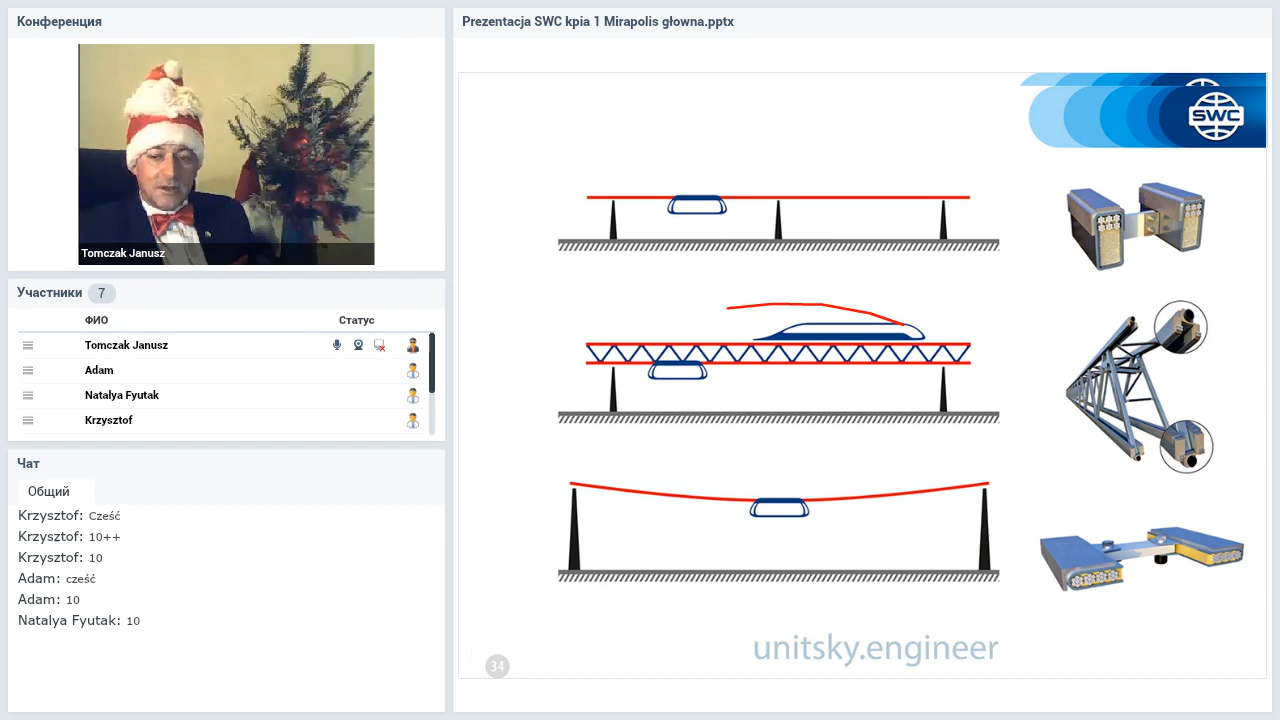 Конференция
Tomczak Janusz
Участники 7
ФИО Статус
Tomczak Janusz
Adam
Natalya Fyutak
Krzysztof
Чат
Общий
Krzysztof: Cześć
Krzysztof: 10++
Krzysztof: 10
Adam: cześć
Adam: 10
Natalya Fyutak: 10
Prezentacja SWC kpia 1 Mirapolis głowna.pptx
SWC
unitsky.engineer
34